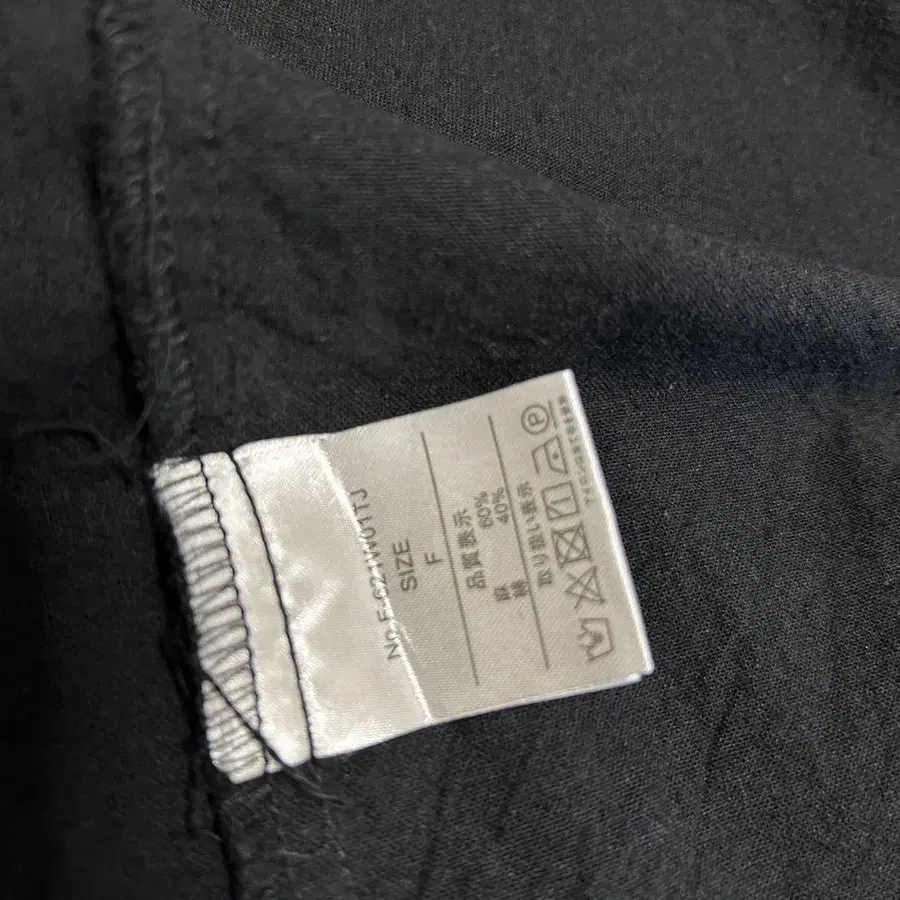 No.F-621W01TJ
SIZE
F
品質表示
麻 60%
綿 40%
取り扱い表示
P